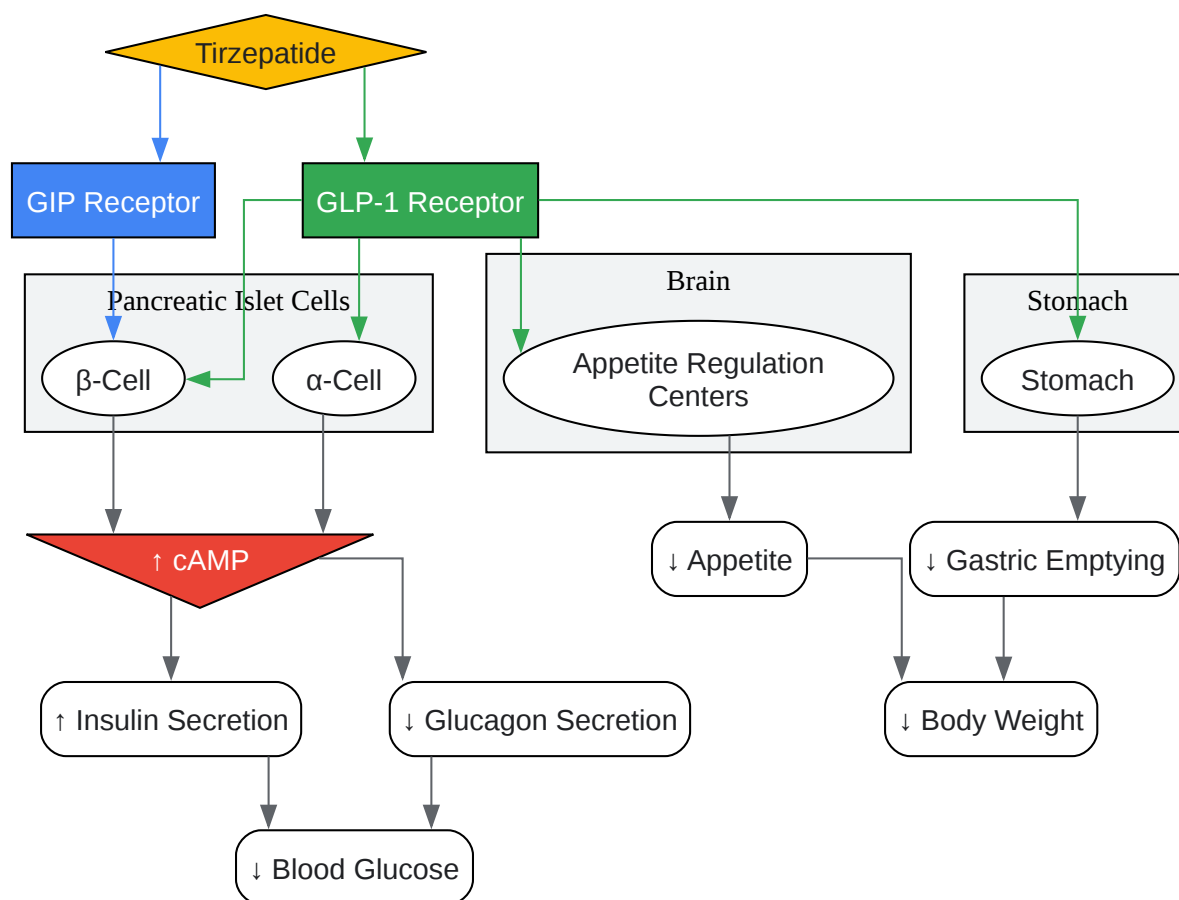 Tirzepatide
GIP Receptor
GLP-1 Receptor
Pancreatic Islet Cells
Brain
Stomach
β-Cell
α-Cell
Appetite Regulation
Centers
Stomach
↑ cAMP
↓ Appetite
↓ Gastric Emptying
↑ Insulin Secretion
↓ Glucagon Secretion
↓ Body Weight
↓ Blood Glucose